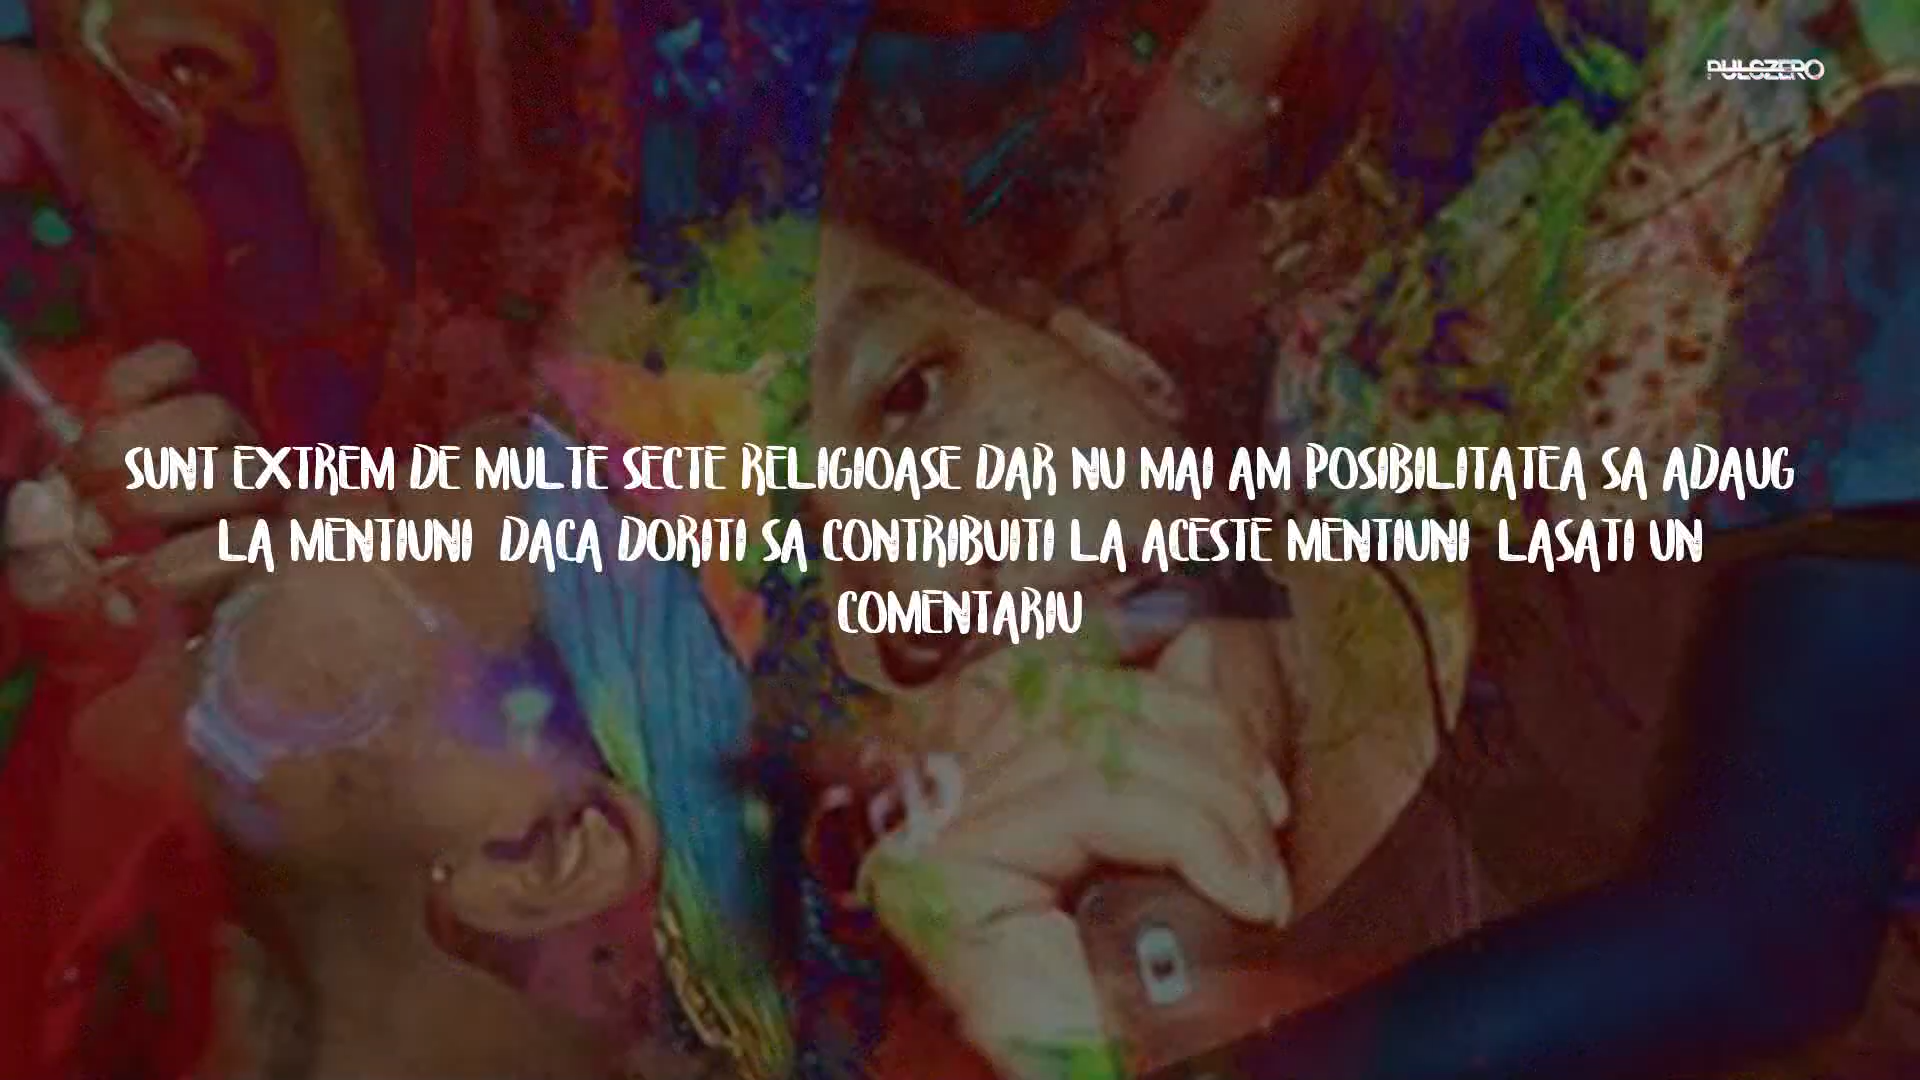 PULSZERO
SUNT EXTREM DE MULTE SECTE RELIGIOASE DAR NU MAI AM POSIBILITATEA SA ADAUG
LA MENTIUNI DACA DORITI SA CONTRIBUITI LA ACESTE MENTIUNI LASATI UN
COMENTARIU